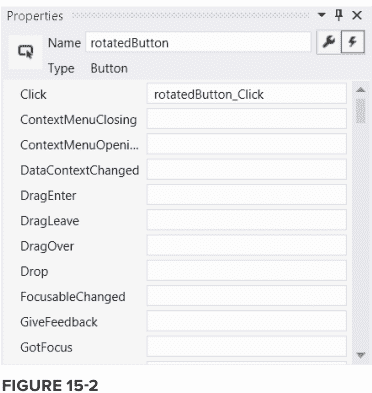 Properties
Name rotatedButton
Type Button
Click rotatedButton_Click
ContextMenuClosing
ContextMenuOpeni...
DataContextChanged
DragEnter
DragLeave
DragOver
Drop
FocusableChanged
GiveFeedback
GotFocus
FIGURE 15-2